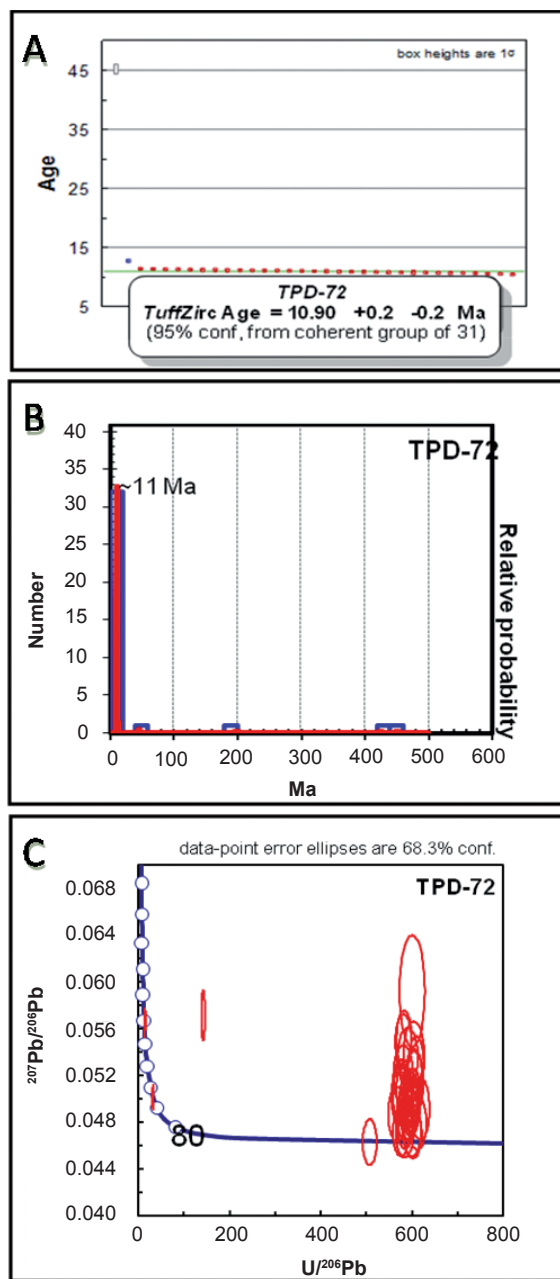 A
box heights are 1σ
45
35
25
15
5
Age
TPD-72
TuffZirc Age = 10.90 +0.2 -0.2 Ma
(95% conf, from coherent group of 31)
B
TPD-72
~11 Ma
40
35
30
25
20
15
10
5
0
Number
Relative probability
0 100 200 300 400 500 600
Ma
C
data-point error ellipses are 68.3% conf.
TPD-72
0.068
0.064
0.060
0.056
0.052
0.048
0.044
0.040
207Pb/206Pb
80
0 200 400 600 800
U/206Pb